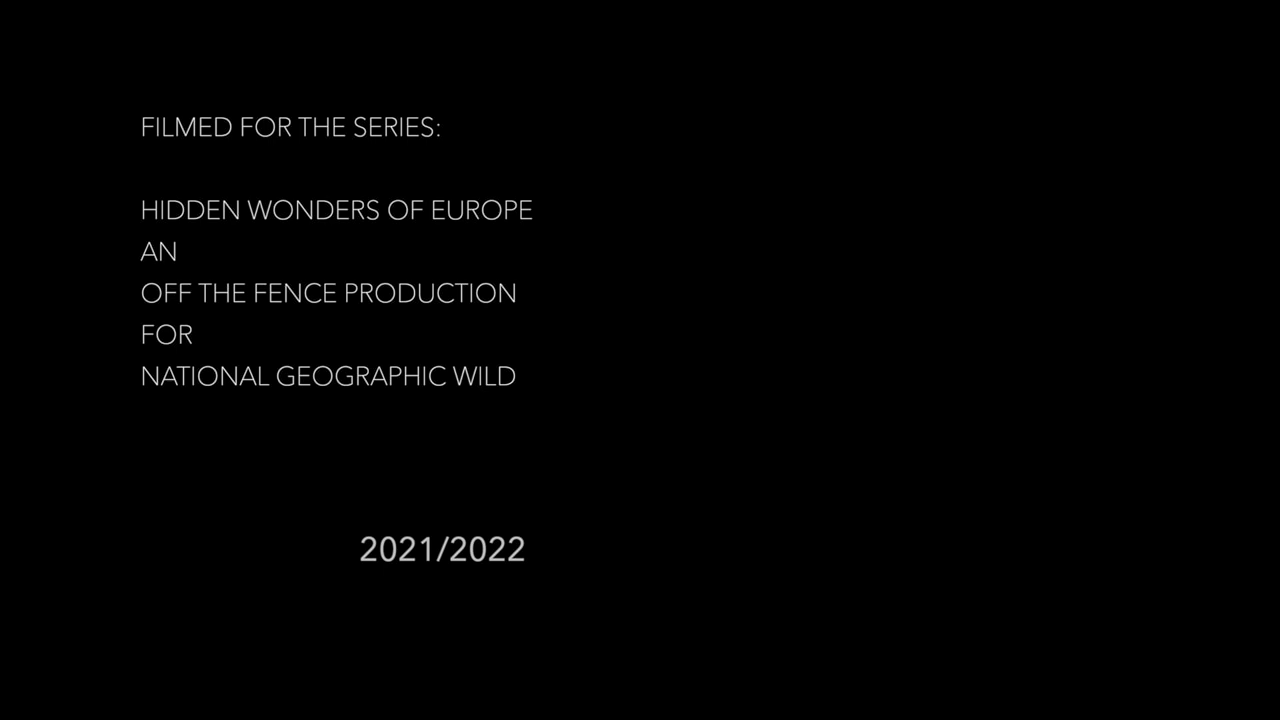 FILMED FOR THE SERIES:
HIDDEN WONDERS OF EUROPE
AN
OFF THE FENCE PRODUCTION
FOR
NATIONAL GEOGRAPHIC WILD
2021/2022